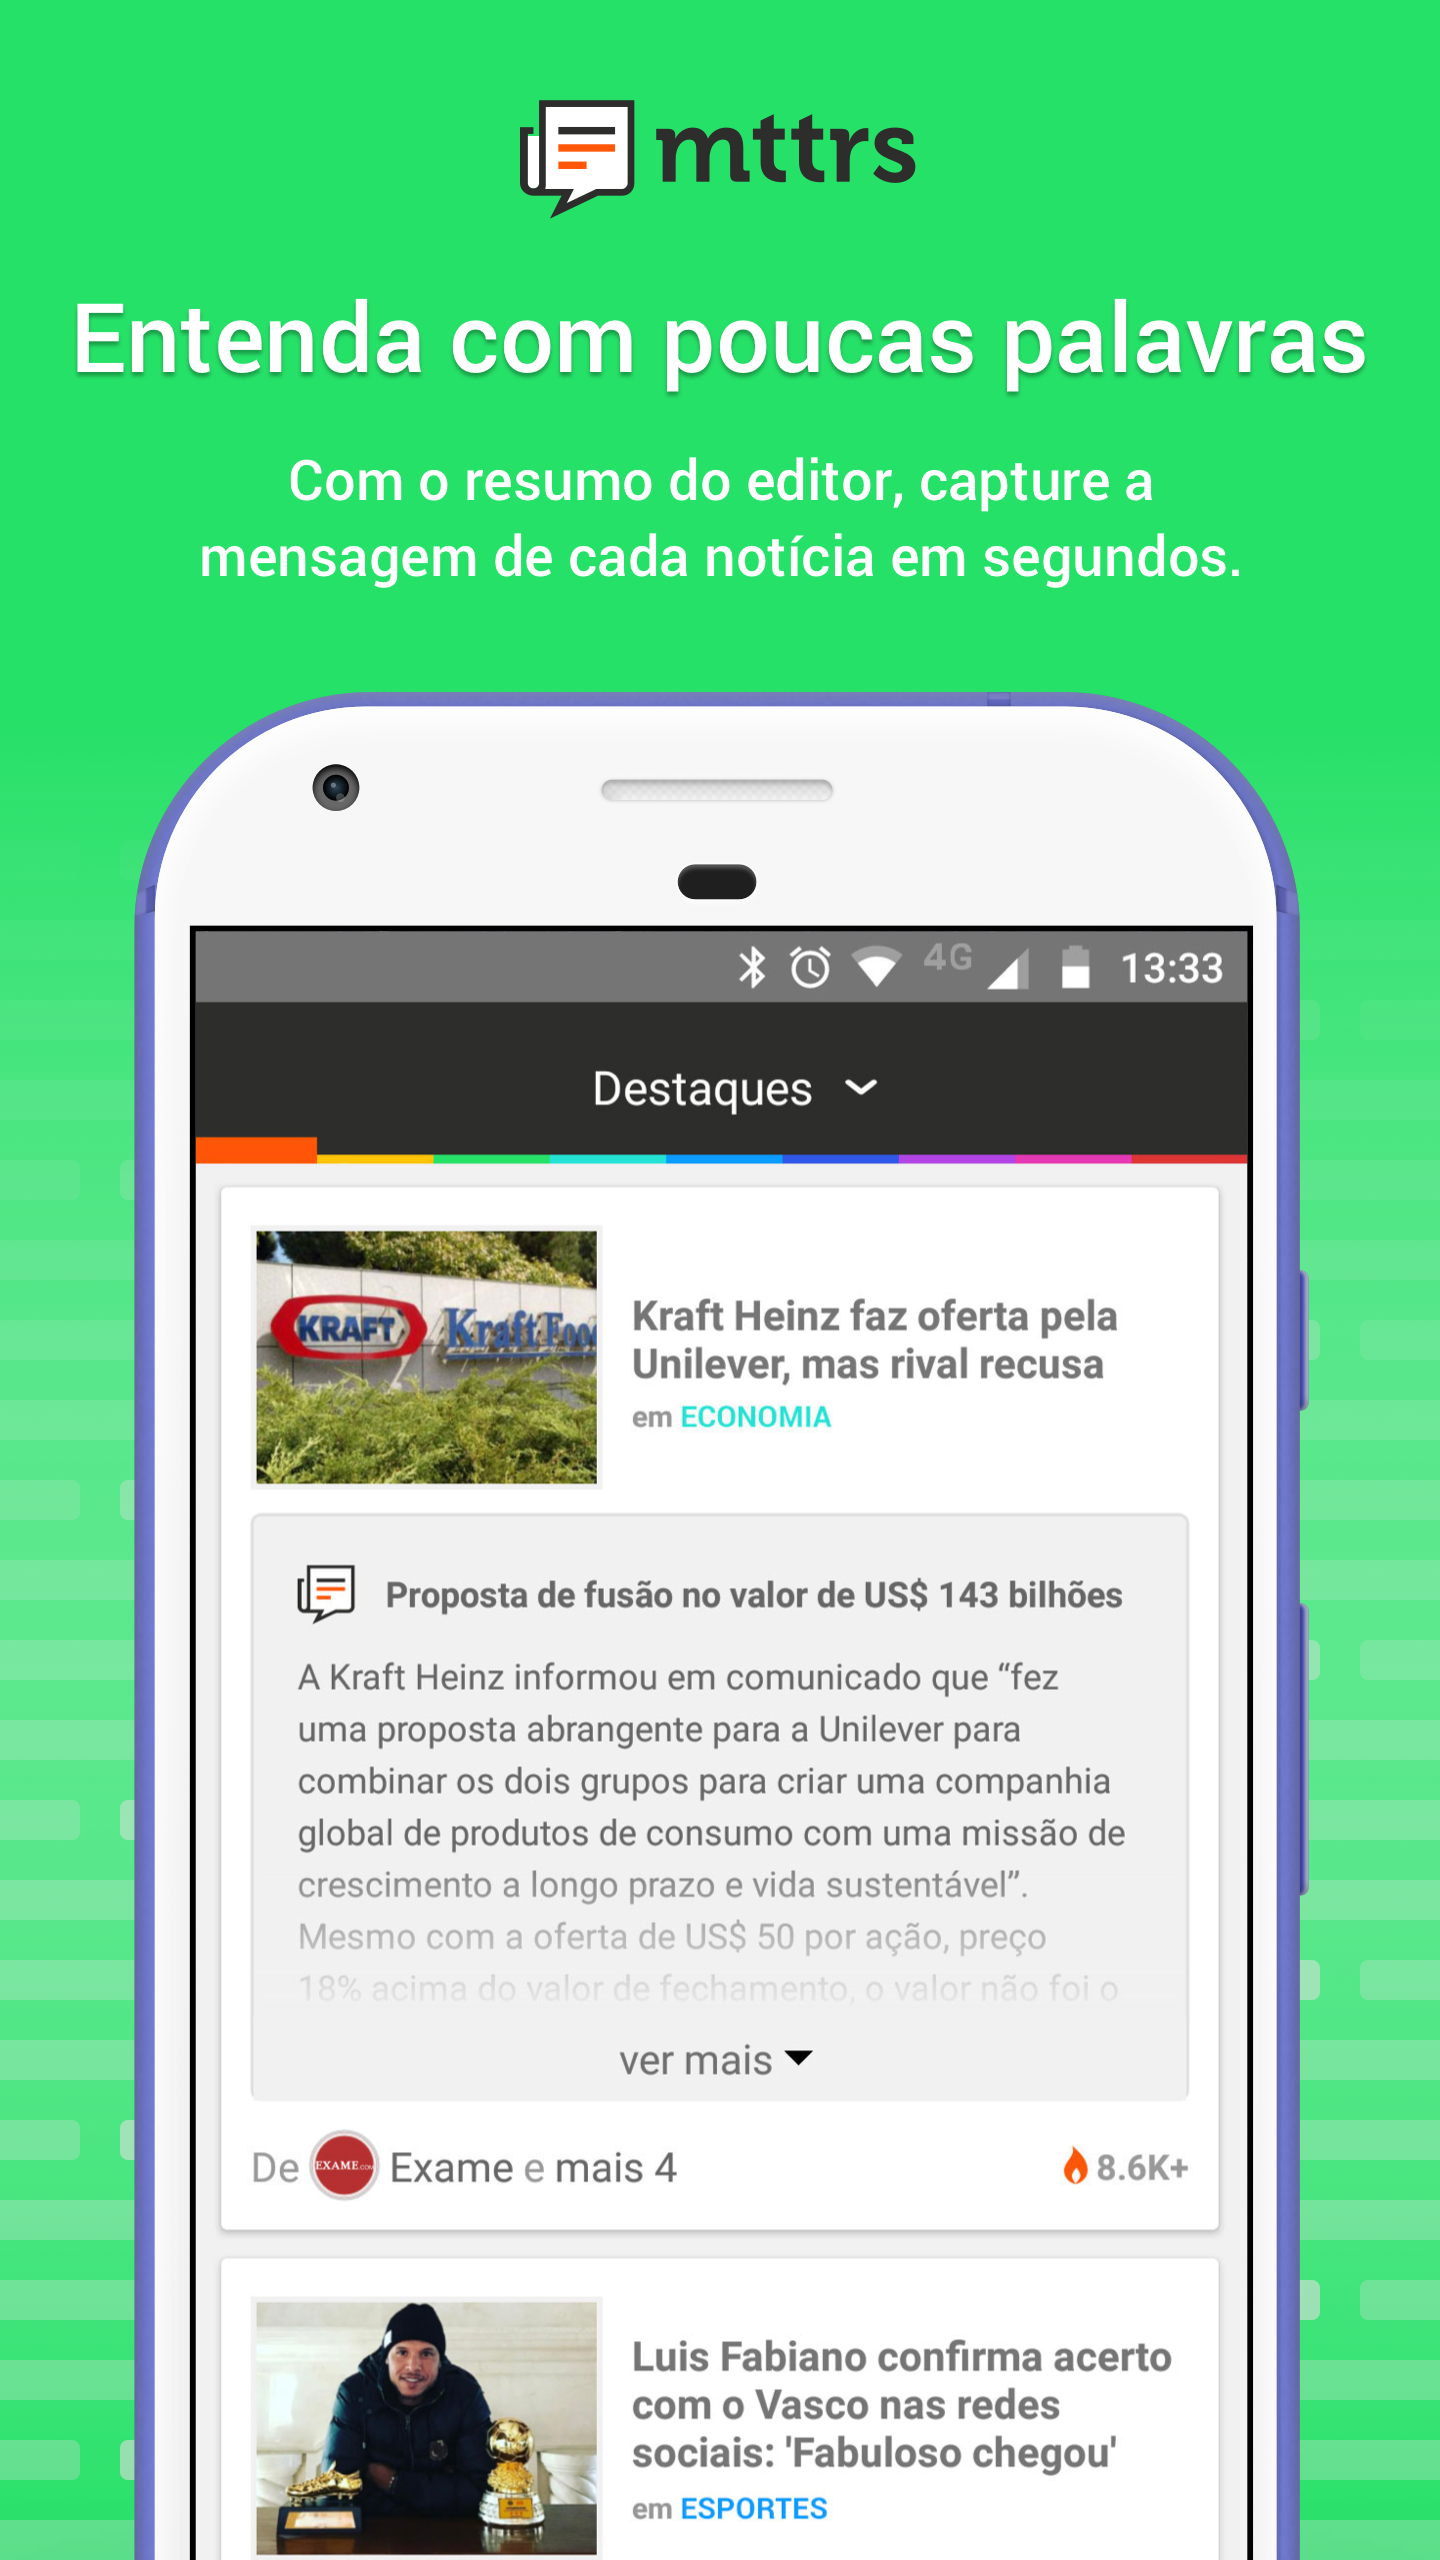 mttrs
Entenda com poucas palavras
Com o resumo do editor, capture a
mensagem de cada notícia em segundos.
4G
13:33
Destaques
KRAFT
Kraft Foo
Kraft Heinz faz oferta pela
Unilever, mas rival recusa
em ECONOMIA
Proposta de fusão no valor de US$ 143 bilhões
A Kraft Heinz informou em comunicado que “fez
uma proposta abrangente para a Unilever para
combinar os dois grupos para criar uma companhia
global de produtos de consumo com uma missão de
crescimento a longo prazo e vida sustentável”.
Mesmo com a oferta de US$ 50 por ação, preço
18% acima do valor de fechamento, o valor não foi o
ver mais
De EXAME.COM Exame e mais 4
8.6K+
Luis Fabiano confirma acerto
com o Vasco nas redes
sociais: 'Fabuloso chegou'
em ESPORTES